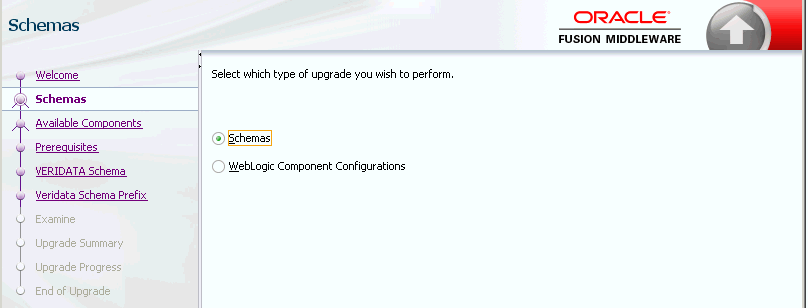 Schemas
ORACLE
FUSION MIDDLEWARE
Welcome
Schemas
Available Components
Prerequisites
VERIDATA Schema
Veridata Schema Prefix
Examine
Upgrade Summary
Upgrade Progress
End of Upgrade
Select which type of upgrade you wish to perform.
Schemas
WebLogic Component Configurations